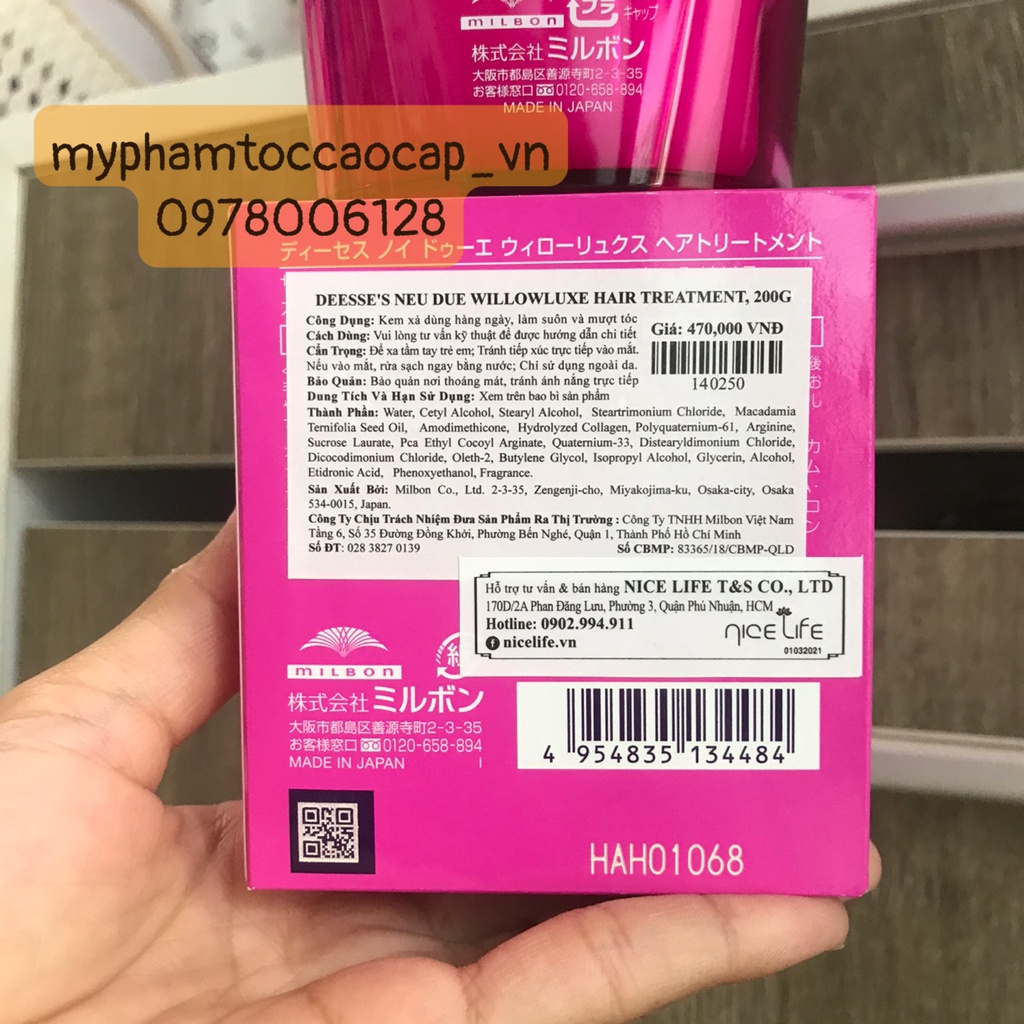 MILBON
プラ
キャップ
株式会社 ミルボン
大阪市都島区善源寺町2-3-35
お客様窓口 0120-658-894
MADE IN JAPAN
myphamtoccaocap_vn
0978006128
ディーセス ノイ ドゥーエ ウィローリュクス ヘアトリートメント
DEESSE'S NEU DUE WILLOWLUXE HAIR TREATMENT, 200G
Công Dụng: Kem xả dùng hàng ngày, làm suôn và mượt tóc
Cách Dùng: Vui lòng tư vấn kỹ thuật để được hướng dẫn chi tiết
Cẩn Trọng: Để xa tầm tay trẻ em; Tránh tiếp xúc trực tiếp vào mắt.
Nếu vào mắt, rửa sạch ngay bằng nước; Chỉ sử dụng ngoài da.
Bảo Quản: Bảo quản nơi thoáng mát, tránh ánh nắng trực tiếp
Dung Tích Và Hạn Sử Dụng: Xem trên bao bì sản phẩm
Giá: 470,000 VNĐ
140250
Thành Phần: Water, Cetyl Alcohol, Stearyl Alcohol, Steartrimonium Chloride, Macadamia
Ternifolia Seed Oil, Amodimethicone, Hydrolyzed Collagen, Polyquaternium-61, Arginine,
Sucrose Laurate, Pca Ethyl Cocoyl Arginate, Quaternium-33, Distearyldimonium Chloride,
Dicocodimonium Chloride, Oleth-2, Butylene Glycol, Isopropyl Alcohol, Glycerin, Alcohol,
Etidronic Acid, Phenoxyethanol, Fragrance.
Sản Xuất Bởi: Milbon Co., Ltd. 2-3-35, Zengenji-cho, Miyakojima-ku, Osaka-city, Osaka
534-0015, Japan.
Công Ty Chịu Trách Nhiệm Đưa Sản Phẩm Ra Thị Trường : Công Ty TNHH Milbon Việt Nam
Tầng 6, Số 35 Đường Đồng Khởi, Phường Bến Nghé, Quận 1, Thành Phố Hồ Chí Minh
Số ĐT: 028 3827 0139 Số CBMP: 83365/18/CBMP-QLD
Hỗ trợ tư vấn & bán hàng NICE LIFE T&S CO., LTD
170D/2A Phan Đăng Lưu, Phường 3, Quận Phú Nhuận, HCM
Hotline: 0902.994.911
nicelife.vn
nice Life
01032021
MILBON
株式会社 ミルボン
大阪市都島区善源寺町2-3-35
お客様窓口 0120-658-894
MADE IN JAPAN I
4 954835 134484
HAH01068